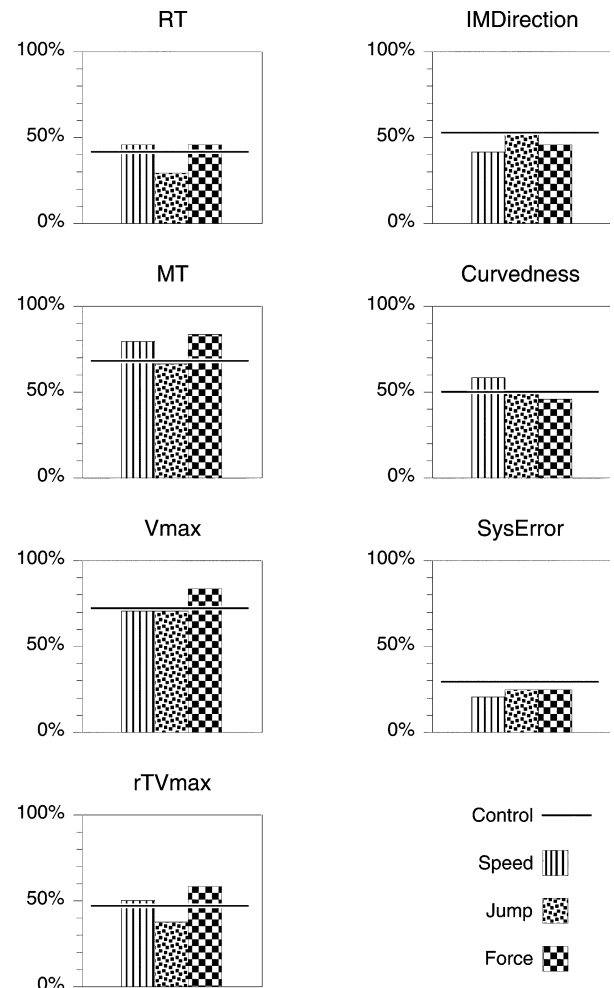 RT
100%
50%
0%
IMDirection
100%
50%
0%
MT
100%
50%
0%
Curvedness
100%
50%
0%
Vmax
100%
50%
0%
SysError
100%
50%
0%
rTVmax
100%
50%
0%
Control
Speed
Jump
Force